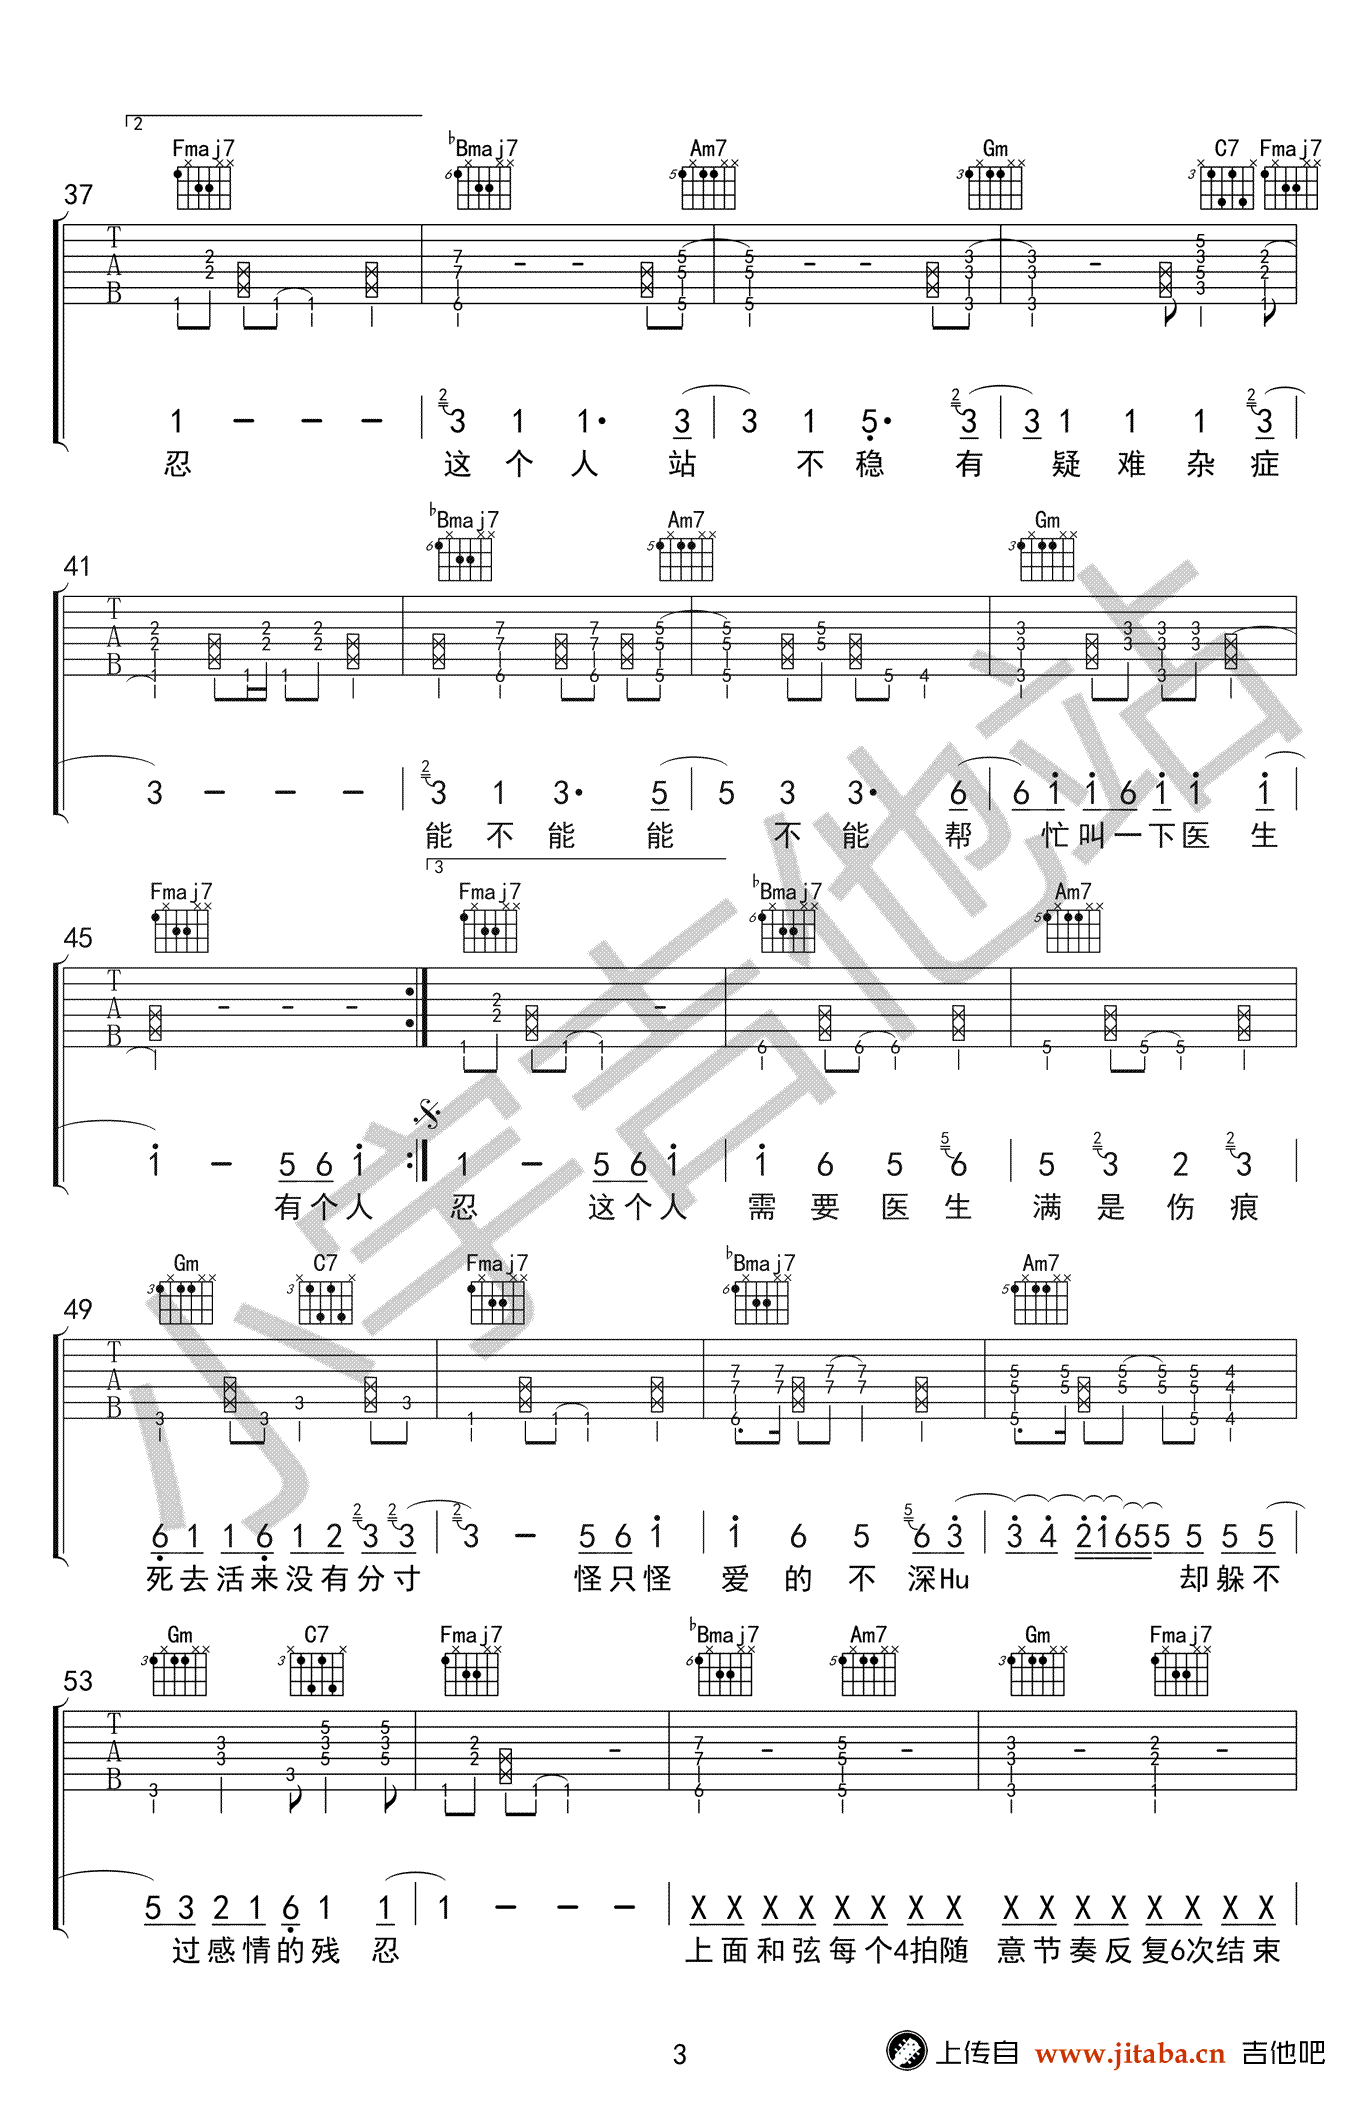 2
Fmaj7 ♭Bmaj7 Am7 Gm C7 Fmaj7
37
1 - - - | 3 1 1· 3 | 3 1 5· 3 | 3 1 1 1 3
忍 这个人站 不稳 有 疑难杂症
♭Bmaj7 Am7 Gm
41
3 - - - | 3 1 3· 5 | 5 3 3· 6 | 6 1 1 6 1 1 1
能不能能 不能帮 忙叫一下医生
3
Fmaj7 Fmaj7 ♭Bmaj7 Am7
45
1 - 5 6 1 :| 1 - 5 6 1 | 1 6 5 6 | 5 3 2 3
有个人 忍 这个人 需要医生 满是伤痕
Gm C7 Fmaj7 ♭Bmaj7 Am7
49
6 1 1 6 1 2 3 3 | 3 - 5 6 1 | 1 6 5 6 3 | 3 4 2 1 6 5 5 5 5 5
死去活来没有分寸 怪只怪 爱的不深Hu 却躲不
Gm C7 Fmaj7 ♭Bmaj7 Am7 Gm Fmaj7
53
5 3 2 1 6 1 1 | 1 - - - | X X X X X X X X | X X X X X X X X
过感情的残忍 上面和弦每个4拍随 意节奏反复6次结束
小宇吉他站
3
上传自 www.jitaba.cn 吉他吧